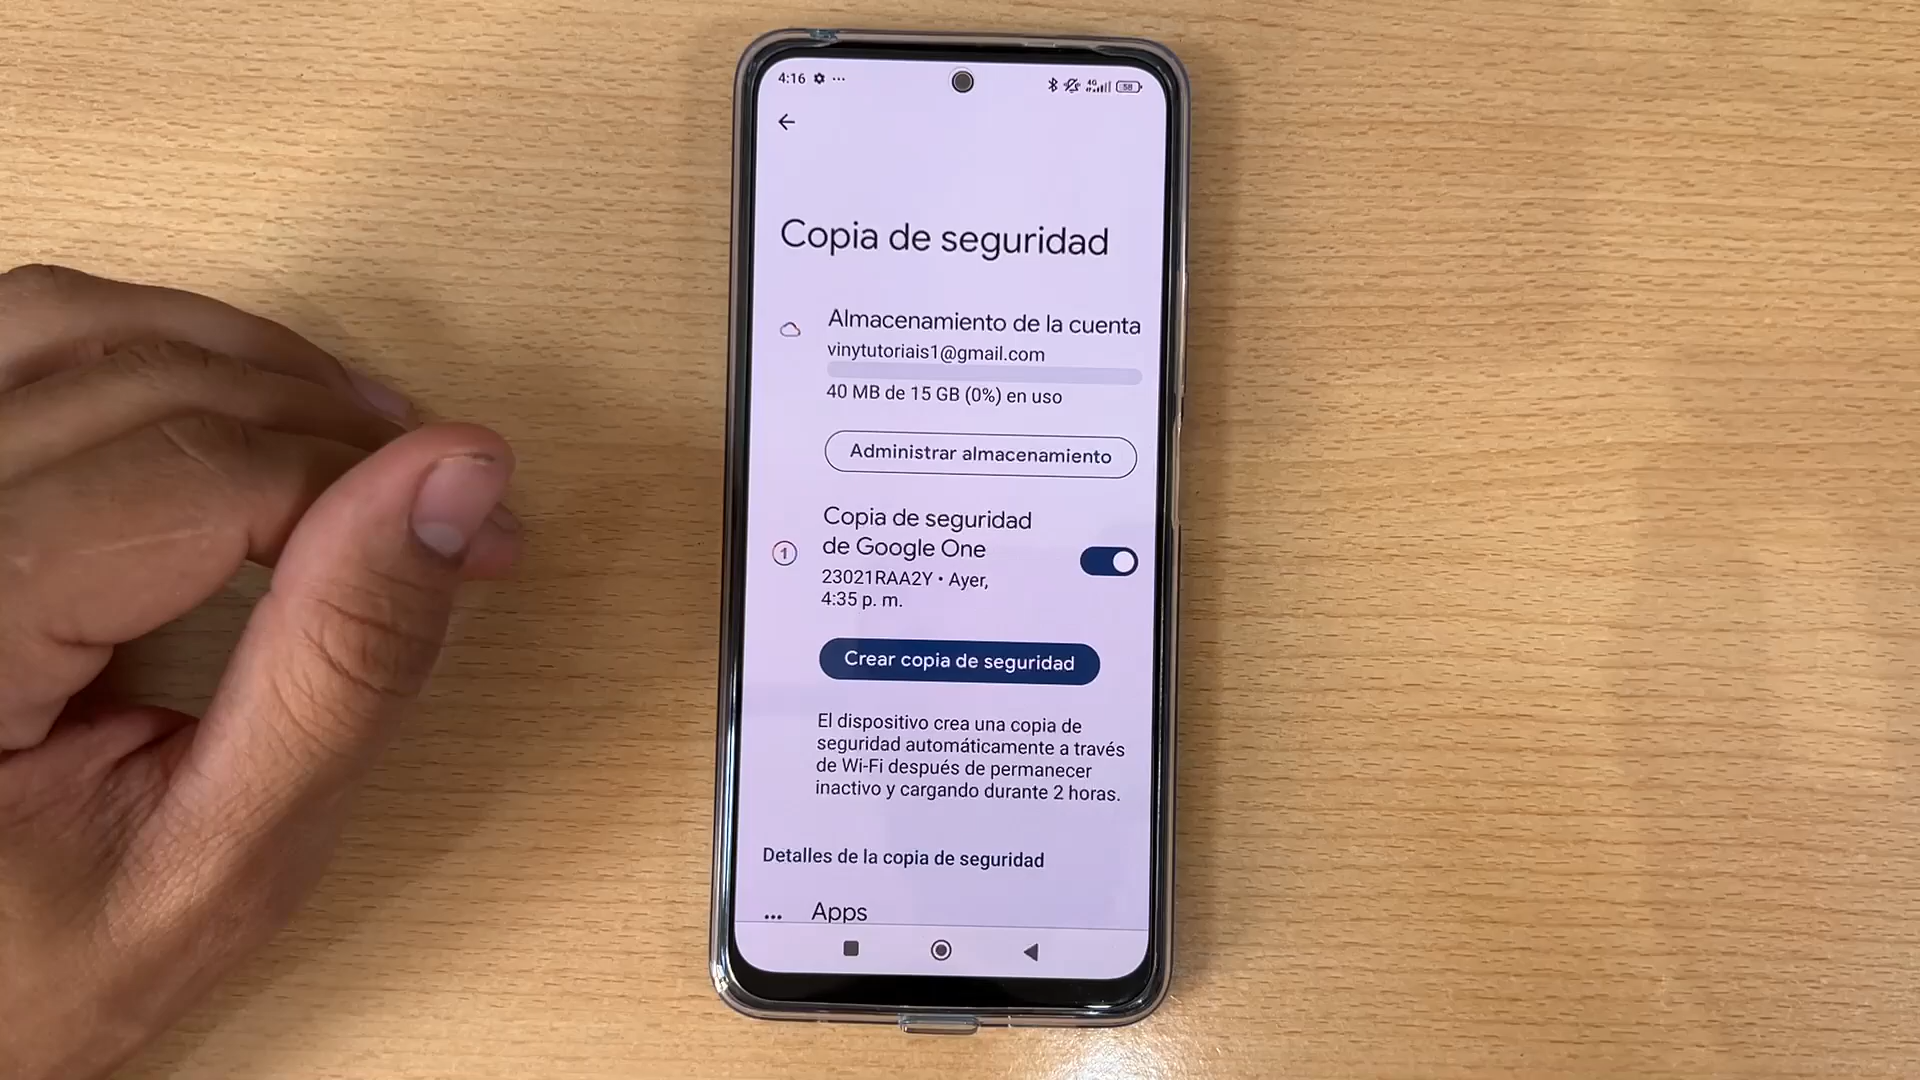 4:16
4G
58
Copia de seguridad
Almacenamiento de la cuenta
vinytutoriais1@gmail.com
40 MB de 15 GB (0%) en uso
Administrar almacenamiento
Copia de seguridad
de Google One
1
23021RAA2Y • Ayer,
4:35 p. m.
Crear copia de seguridad
El dispositivo crea una copia de
seguridad automáticamente a través
de Wi-Fi después de permanecer
inactivo y cargando durante 2 horas.
Detalles de la copia de seguridad
Apps